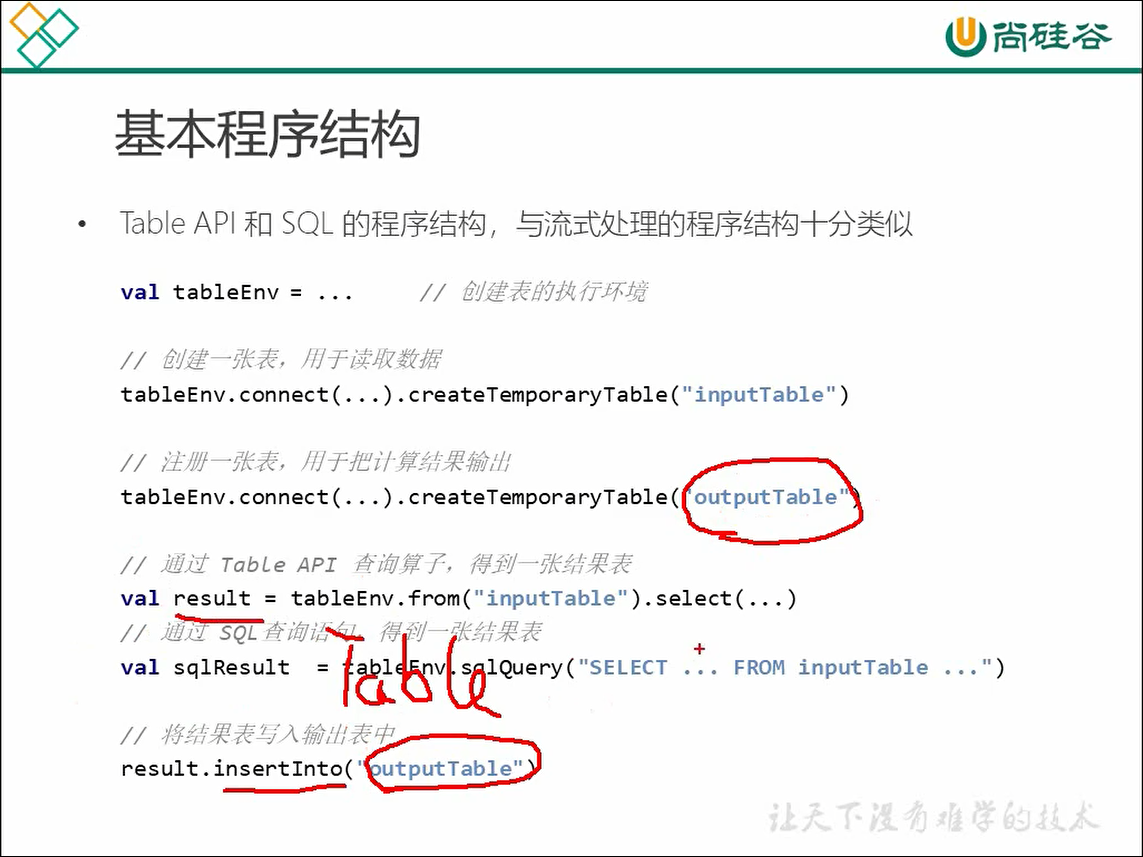 尚硅谷
基本程序结构
• Table API 和 SQL 的程序结构，与流式处理的程序结构十分类似
val tableEnv = ... // 创建表的执行环境
// 创建一张表，用于读取数据
tableEnv.connect(...).createTemporaryTable("inputTable")
// 注册一张表，用于把计算结果输出
tableEnv.connect(...).createTemporaryTable("outputTable")
// 通过 Table API 查询算子，得到一张结果表
val result = tableEnv.from("inputTable").select(...)
// 通过 SQL查询语句，得到一张结果表
val sqlResult = tableEnv.sqlQuery("SELECT ... FROM inputTable ...")
Table
// 将结果表写入输出表中
result.insertInto("outputTable")
让天下没有难学的技术